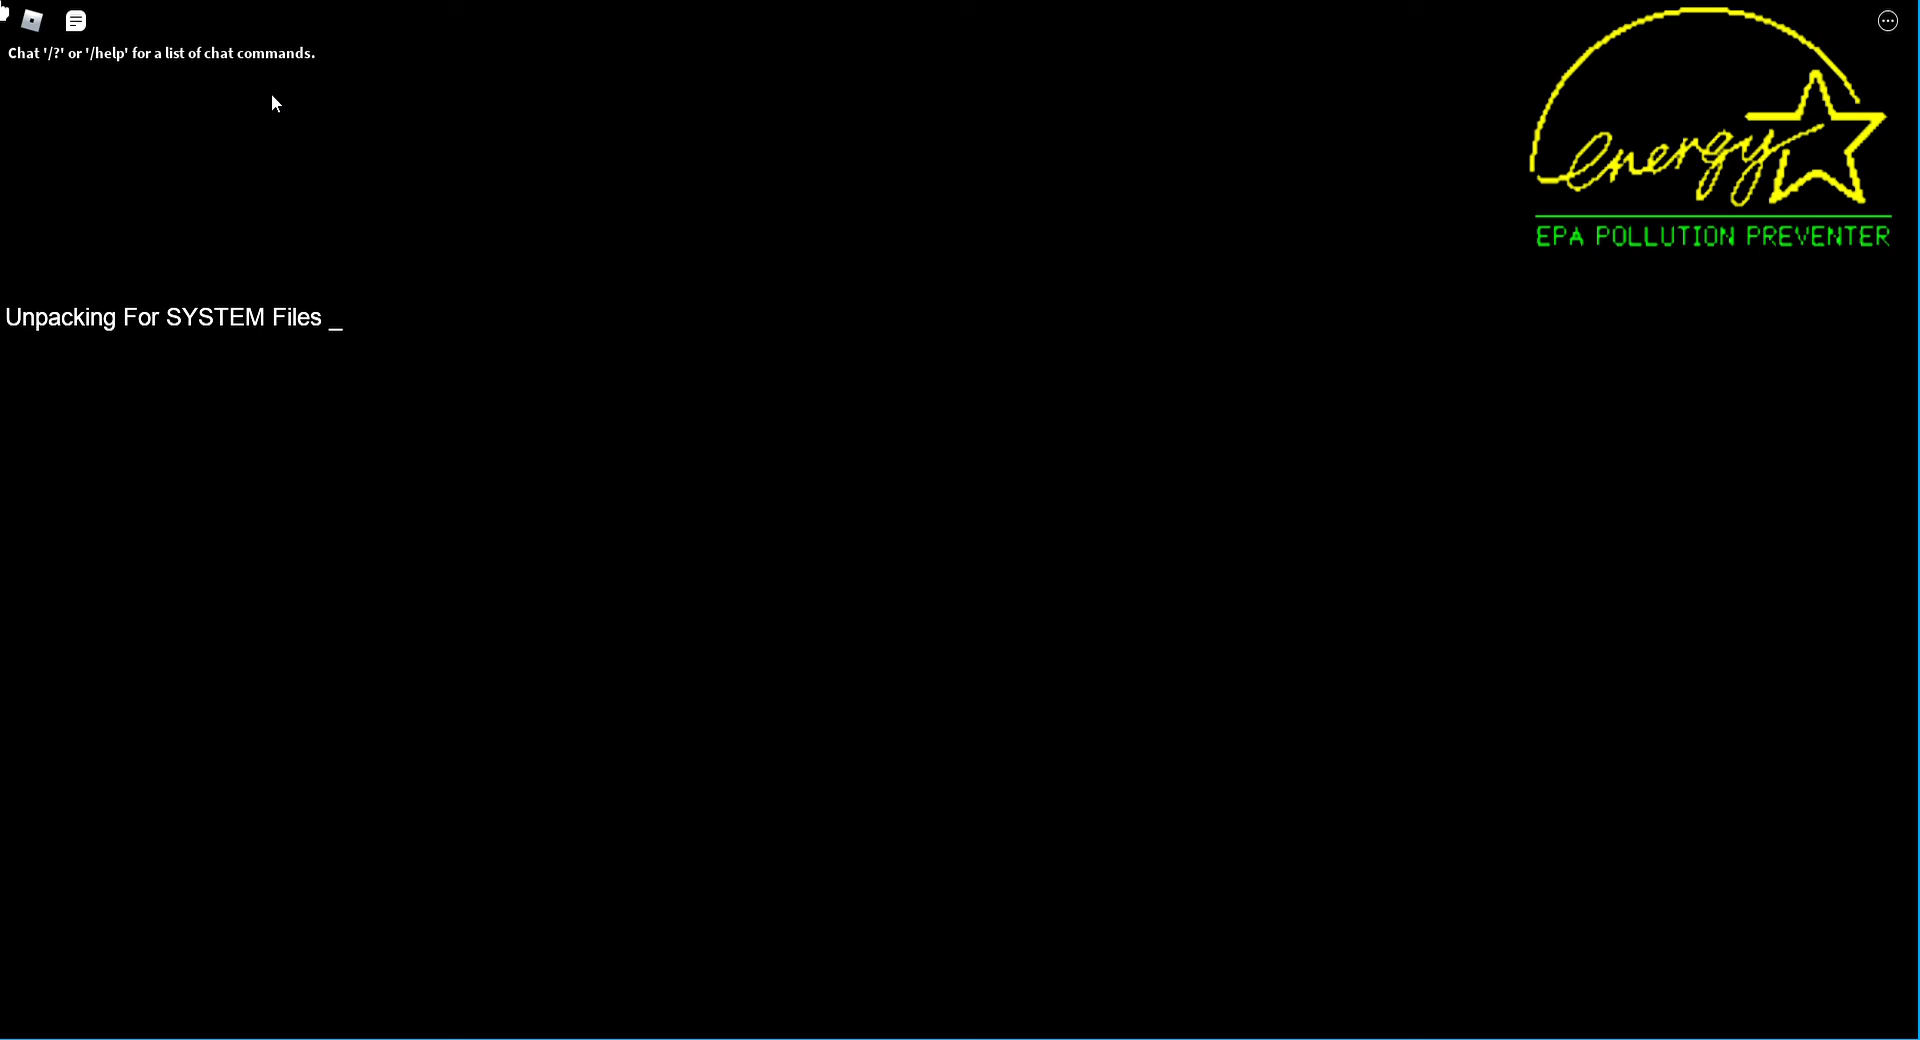 Chat '/?' or '/help' for a list of chat commands.
energy
EPA POLLUTION PREVENTER
Unpacking For SYSTEM Files _